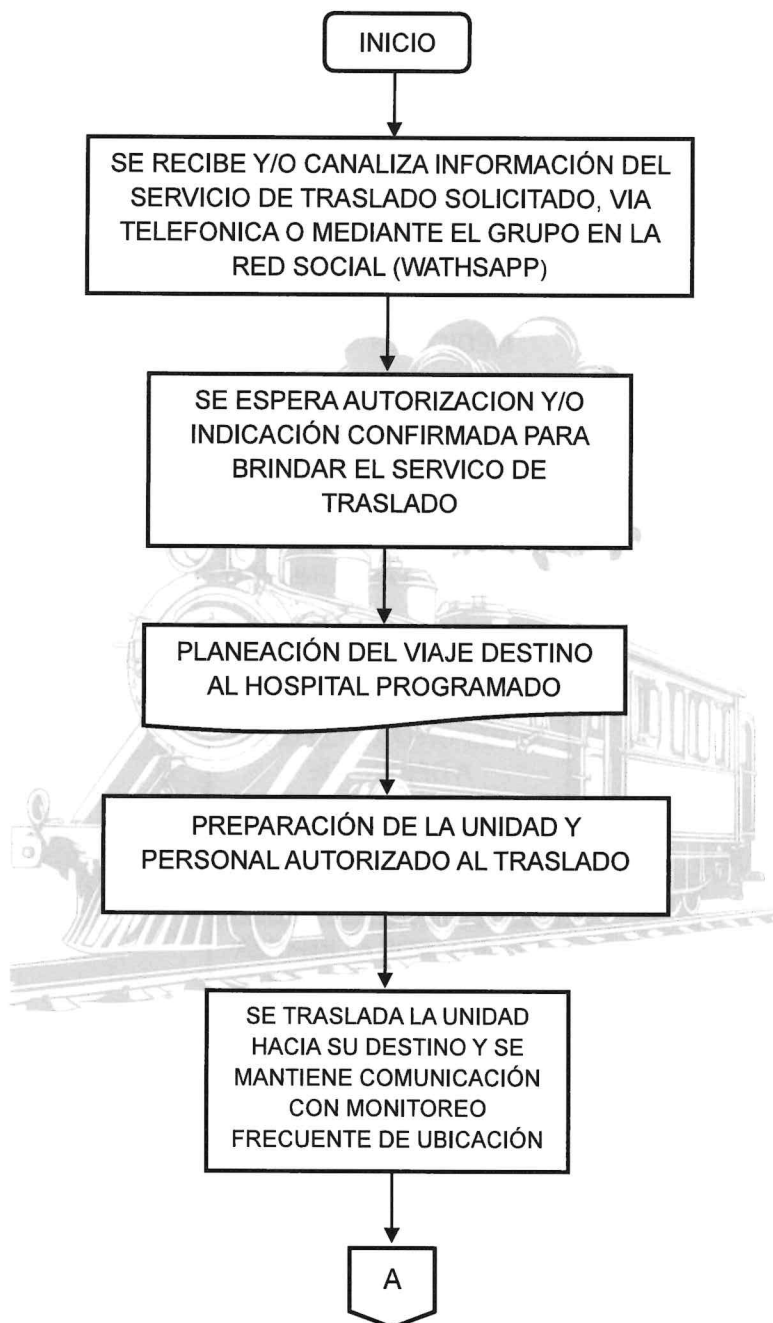 INICIO
SE RECIBE Y/O CANALIZA INFORMACIÓN DEL
SERVICIO DE TRASLADO SOLICITADO, VIA
TELEFONICA O MEDIANTE EL GRUPO EN LA
RED SOCIAL (WATHSAPP)
SE ESPERA AUTORIZACION Y/O
INDICACIÓN CONFIRMADA PARA
BRINDAR EL SERVICO DE
TRASLADO
PLANEACIÓN DEL VIAJE DESTINO
AL HOSPITAL PROGRAMADO
PREPARACIÓN DE LA UNIDAD Y
PERSONAL AUTORIZADO AL TRASLADO
SE TRASLADA LA UNIDAD
HACIA SU DESTINO Y SE
MANTIENE COMUNICACIÓN
CON MONITOREO
FRECUENTE DE UBICACIÓN
A